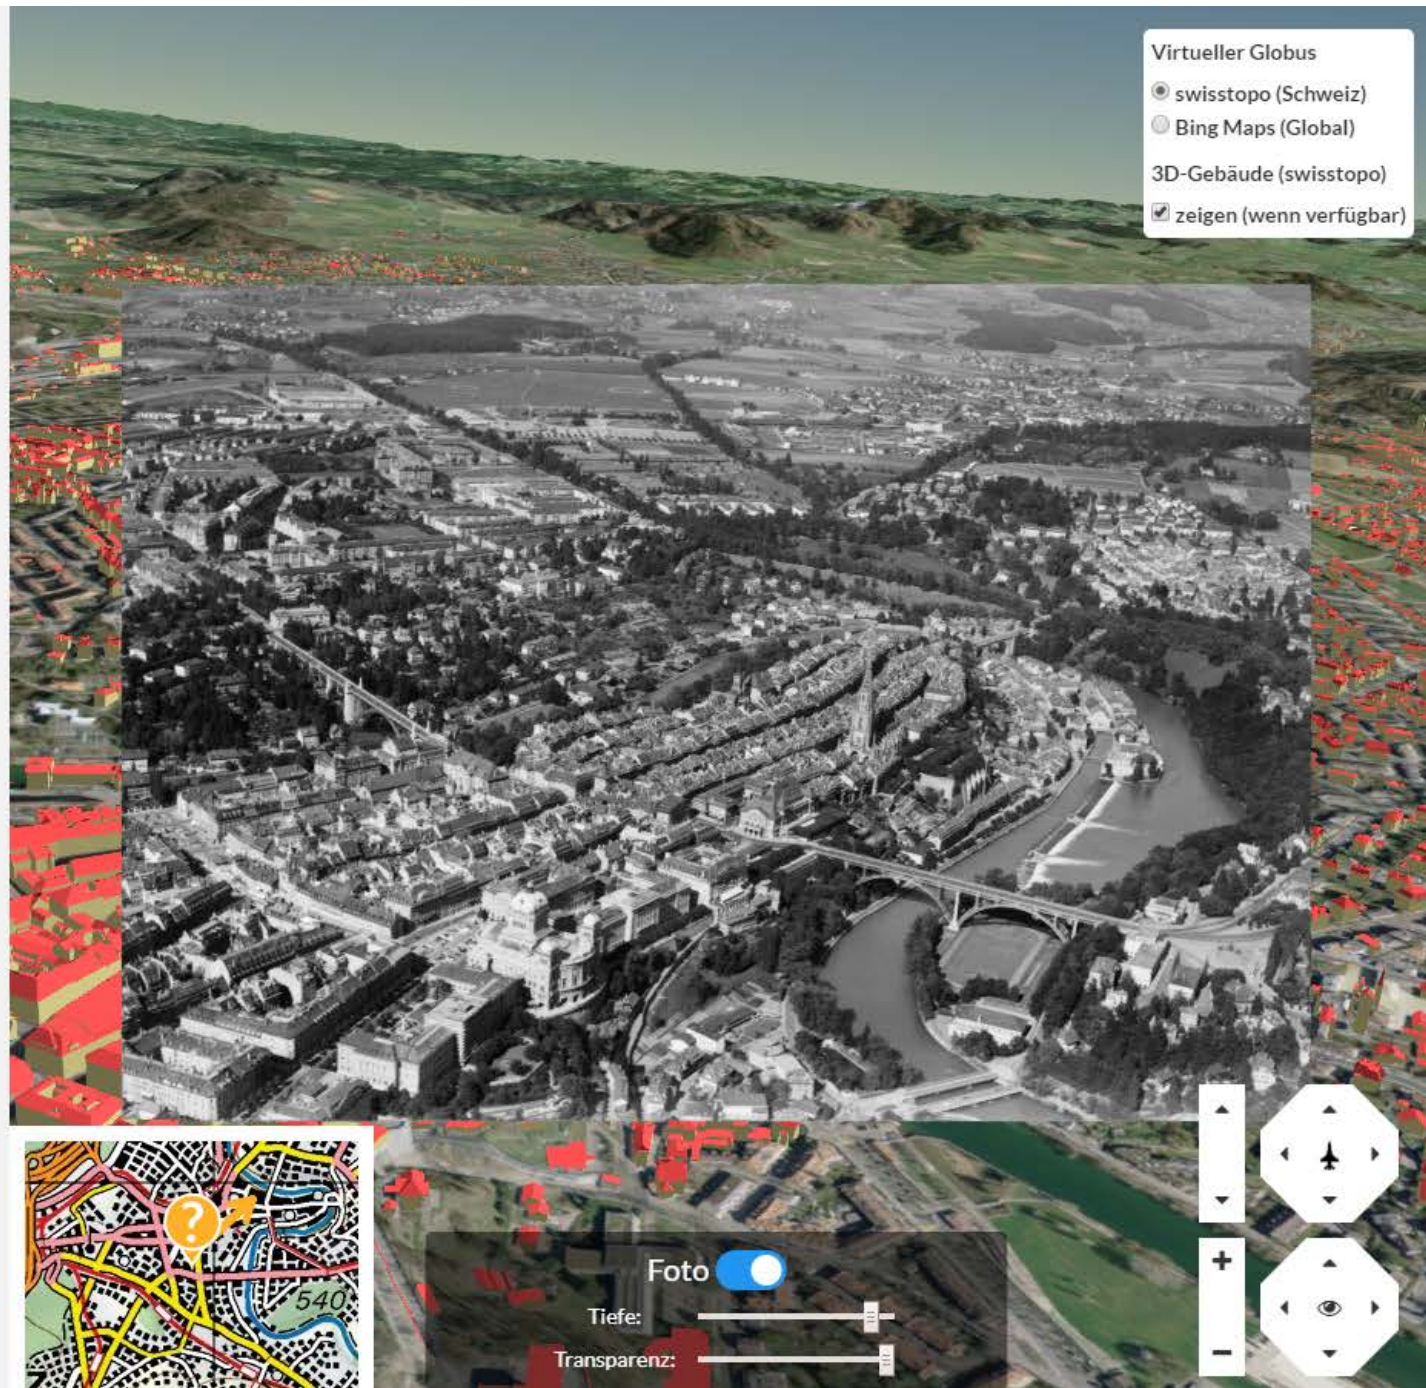 Virtueller Globus
swisstopo (Schweiz)
Bing Maps (Global)
3D-Gebäude (swisstopo)
zeigen (wenn verfügbar)
?
540
Foto
Tiefe:
Transparenz:
+
−